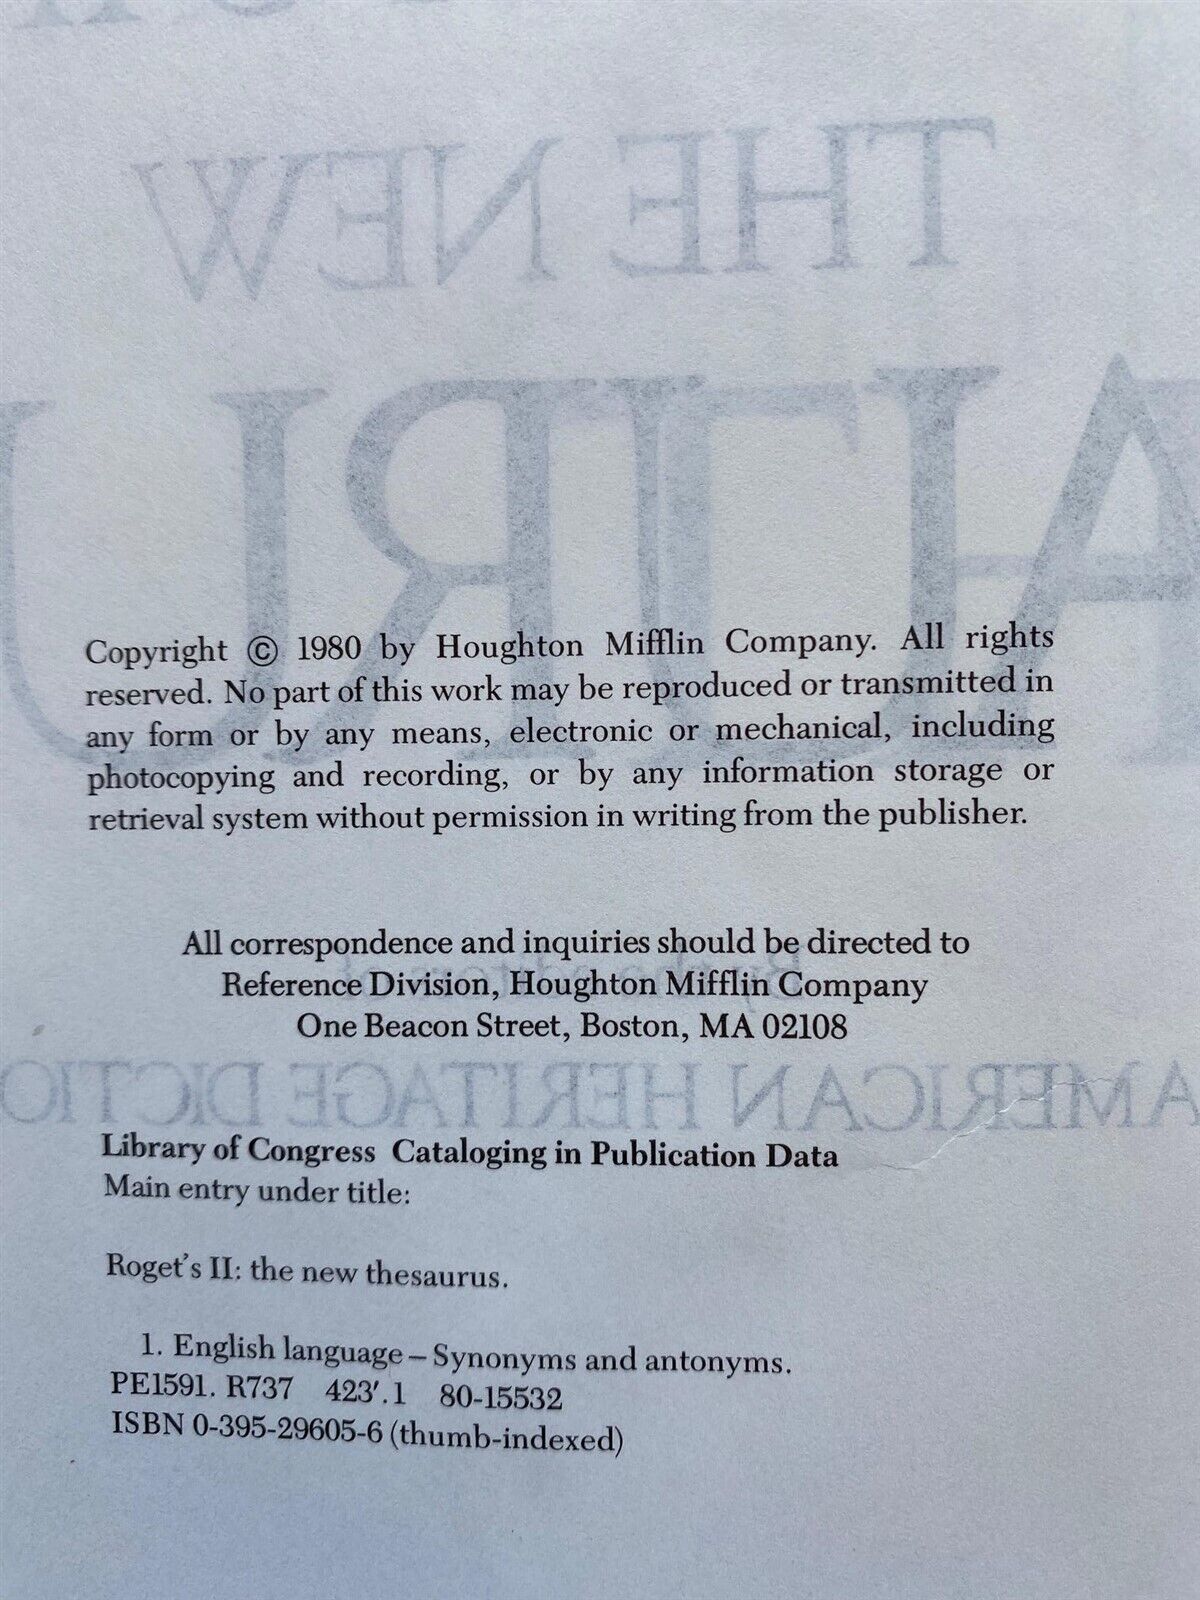 THE NEW
Copyright © 1980 by Houghton Mifflin Company. All rights
reserved. No part of this work may be reproduced or transmitted in
any form or by any means, electronic or mechanical, including
photocopying and recording, or by any information storage or
retrieval system without permission in writing from the publisher.
All correspondence and inquiries should be directed to
Reference Division, Houghton Mifflin Company
One Beacon Street, Boston, MA 02108
AMERICAN HERITAGE DICTIO
Library of Congress Cataloging in Publication Data
Main entry under title:
Roget's II: the new thesaurus.
1. English language – Synonyms and antonyms.
PE1591. R737 423'.1 80-15532
ISBN 0-395-29605-6 (thumb-indexed)